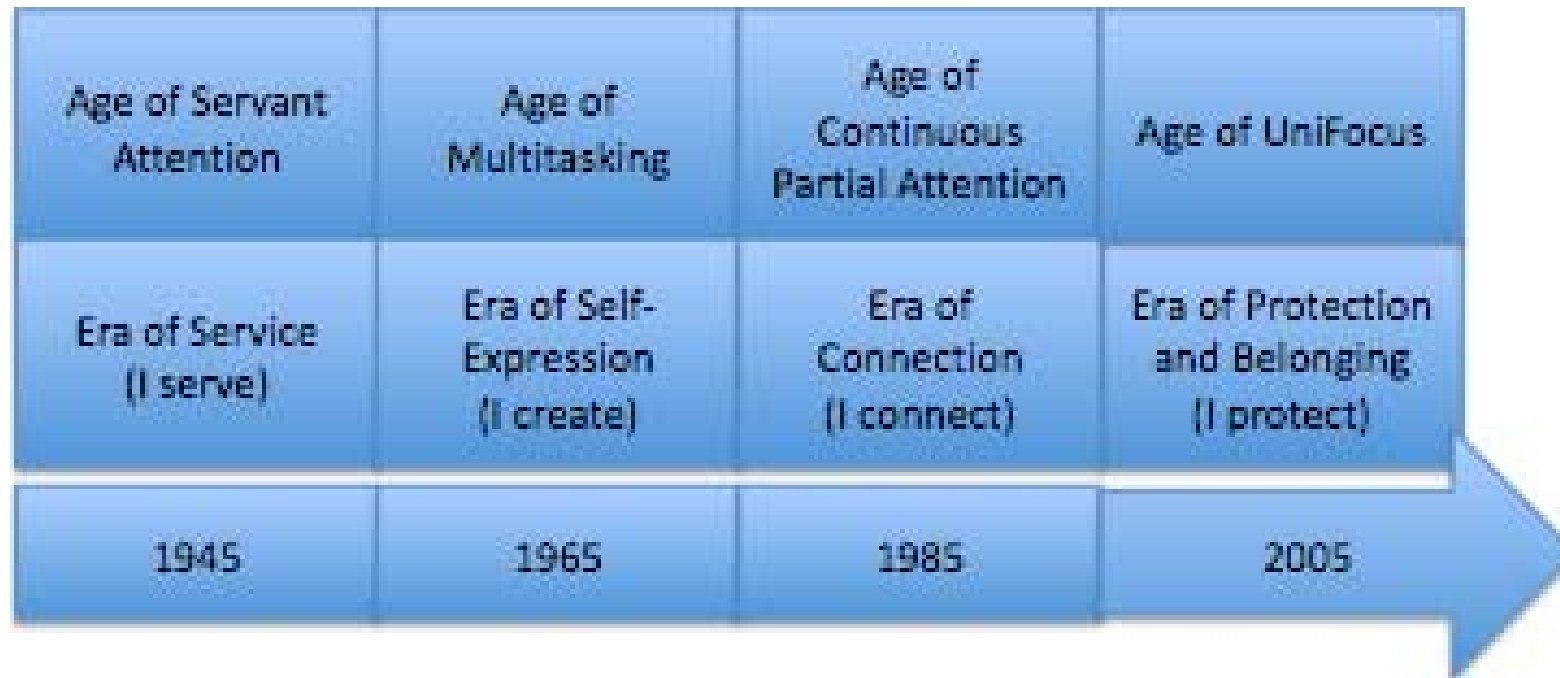 Age of Servant
Attention
Age of
Multitasking
Age of
Continuous
Partial Attention
Age of UniFocus
Era of Service
(I serve)
Era of Self-
Expression
(I create)
Era of
Connection
(I connect)
Era of Protection
and Belonging
(I protect)
1945
1965
1985
2005